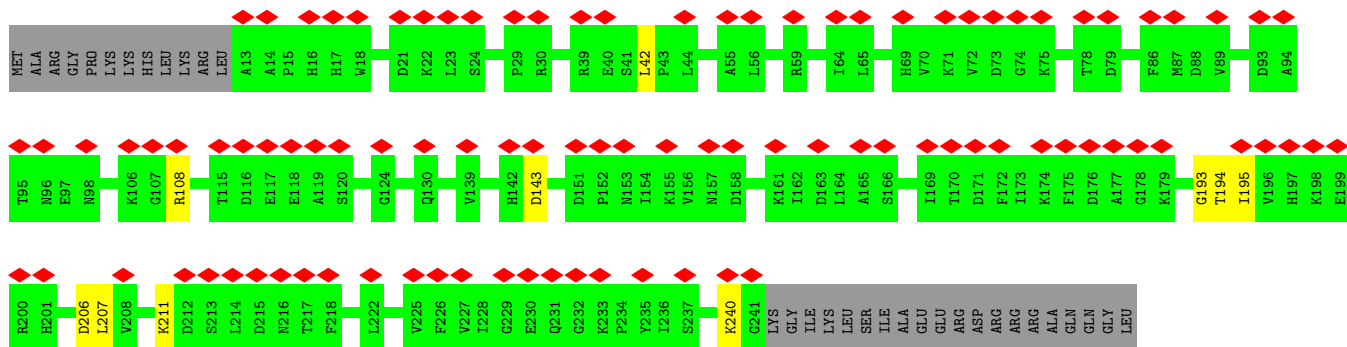 MET ALA ARG GLY PRO LYS LYS HIS LEU LYS ARG LEU A13 A14 P15 H16 H17 W18 D21 K22 L23 S24 P29 R30 R39 E40 S41 L42 P43 L44 A55 L56 R59 I64 L65 H69 V70 K71 V72 D73 G74 K75 T78 D79 F86 M87 D88 V89 D93 A94
T95 N96 E97 N98 K106 G107 R108 T115 D116 E117 E118 A119 S120 G124 Q130 V139 H142 D143 D151 P152 N153 I154 K155 V156 N157 D158 K161 I162 D163 L164 A165 S166 I169 T170 D171 F172 I173 K174 F175 D176 A177 G178 K179 G193 T194 I195 V196 H197 K198 E199
R200 H201 D206 L207 V208 K211 D212 S213 L214 D215 N216 T217 F218 L222 V225 F226 V227 I228 G229 E230 Q231 G232 K233 P234 Y235 I236 S237 K240 G241 LYS GLY ILE LYS LEU SER ILE ALA GLU GLU ARG ASP ARG ARG ARG ALA GLN GLN GLY LEU